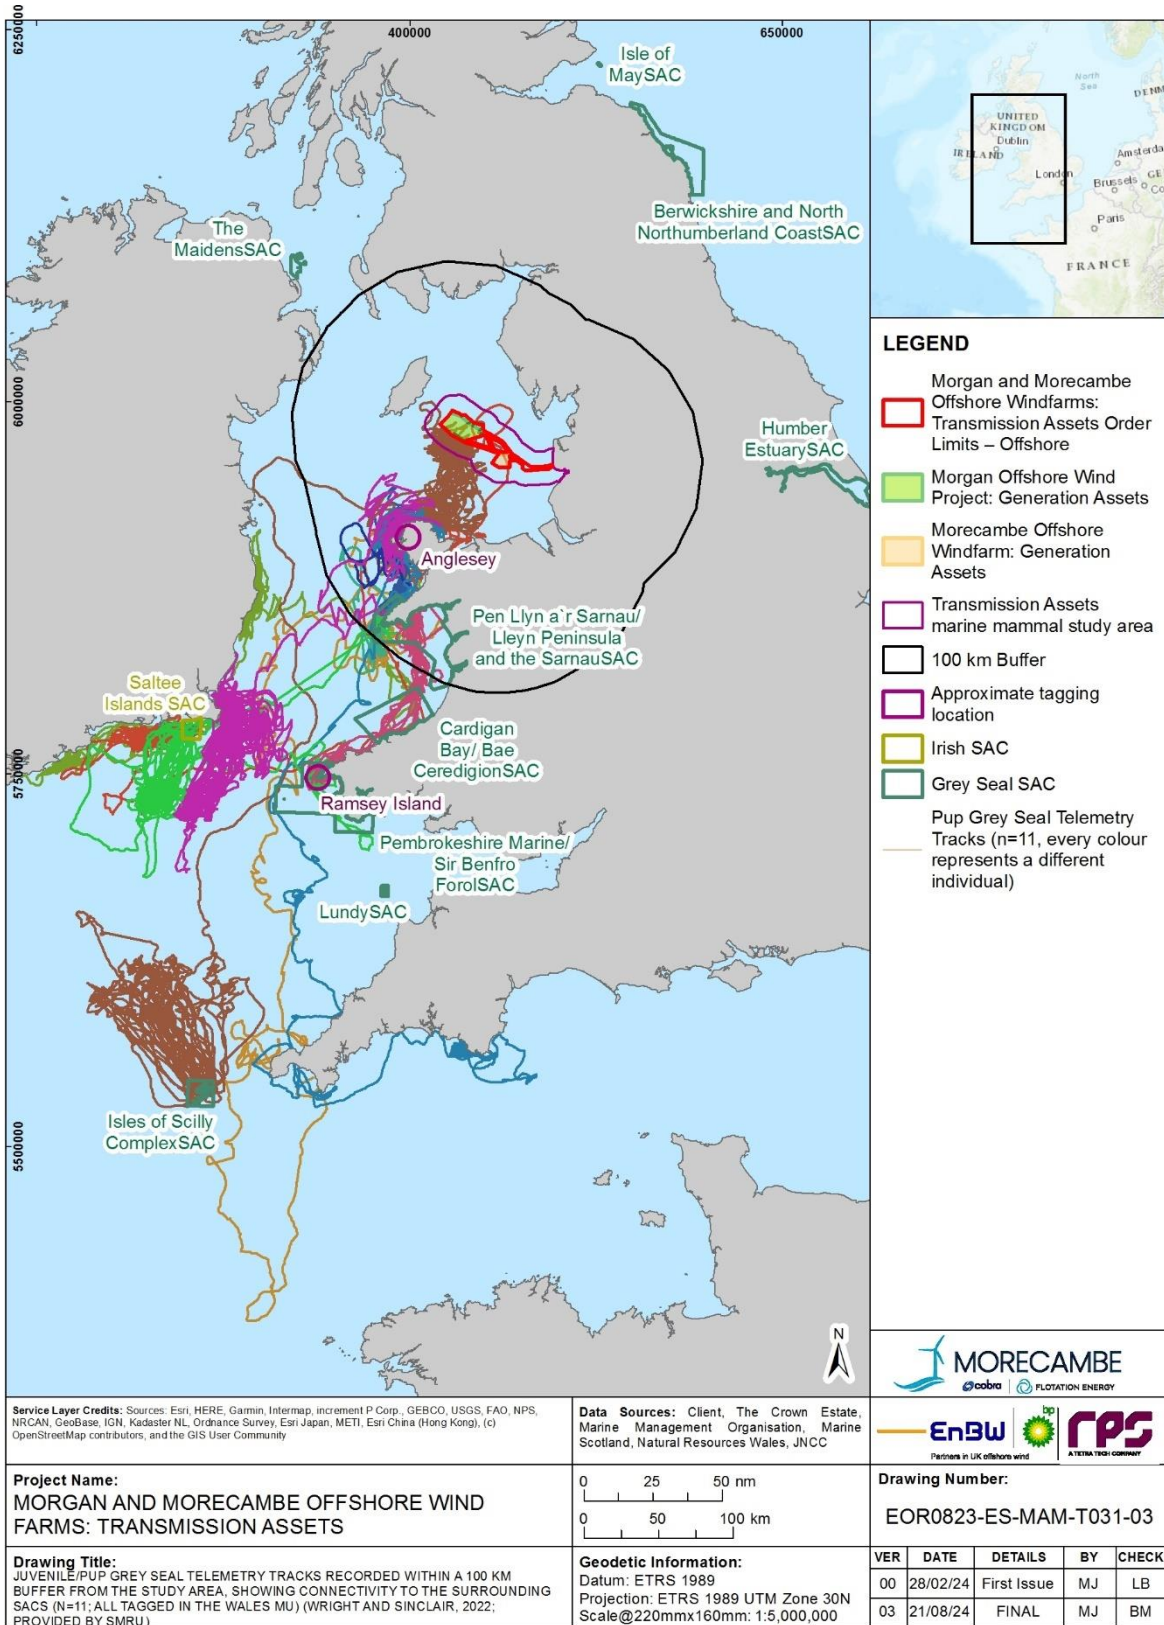 6250000
400000
650000
Isle of
MaySAC
Berwickshire and North
Northumberland CoastSAC
The
MaidensSAC
6000000
Humber
EstuarySAC
Anglesey
Pen Llyn a`r Sarnau/
Lleyn Peninsula
and the SarnauSAC
Saltee
Islands SAC
Cardigan
Bay/ Bae
CeredigionSAC
5750000
Ramsey Island
Pembrokeshire Marine/
Sir Benfro
ForolSAC
LundySAC
Isles of Scilly
ComplexSAC
5500000
N
North
Sea
DENM
UNITED
KINGDOM
Dublin
IRELAND
Amsterda
London
Brussels
GE
Co
Paris
FRANCE
LEGEND
Morgan and Morecambe
Offshore Windfarms:
Transmission Assets Order
Limits – Offshore
Morgan Offshore Wind
Project: Generation Assets
Morecambe Offshore
Windfarm: Generation
Assets
Transmission Assets
marine mammal study area
100 km Buffer
Approximate tagging
location
Irish SAC
Grey Seal SAC
Pup Grey Seal Telemetry
Tracks (n=11, every colour
represents a different
individual)
MORECAMBE
cobra FLOTATION ENERGY
EnBW bp
Partners in UK offshore wind
rps
A TETRA TECH COMPANY
Service Layer Credits: Sources: Esri, HERE, Garmin, Intermap, increment P Corp., GEBCO, USGS, FAO, NPS,
NRCAN, GeoBase, IGN, Kadaster NL, Ordnance Survey, Esri Japan, METI, Esri China (Hong Kong), (c)
OpenStreetMap contributors, and the GIS User Community
Data Sources: Client, The Crown Estate,
Marine Management Organisation, Marine
Scotland, Natural Resources Wales, JNCC
Project Name:
MORGAN AND MORECAMBE OFFSHORE WIND
FARMS: TRANSMISSION ASSETS
0 25 50 nm
0 50 100 km
Drawing Number:
EOR0823-ES-MAM-T031-03
Drawing Title:
JUVENILE/PUP GREY SEAL TELEMETRY TRACKS RECORDED WITHIN A 100 KM
BUFFER FROM THE STUDY AREA, SHOWING CONNECTIVITY TO THE SURROUNDING
SACS (N=11; ALL TAGGED IN THE WALES MU) (WRIGHT AND SINCLAIR, 2022;
PROVIDED BY SMRU)
Geodetic Information:
Datum: ETRS 1989
Projection: ETRS 1989 UTM Zone 30N
Scale@220mmx160mm: 1:5,000,000
VER DATE DETAILS BY CHECK
00 28/02/24 First Issue MJ LB
03 21/08/24 FINAL MJ BM